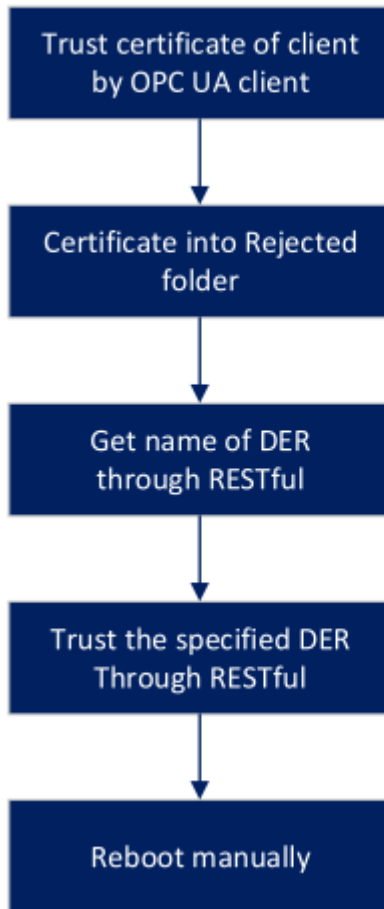 Trust certificate of client
by OPC UA client
Certificate into Rejected
folder
Get name of DER
through RESTful
Trust the specified DER
Through RESTful
Reboot manually